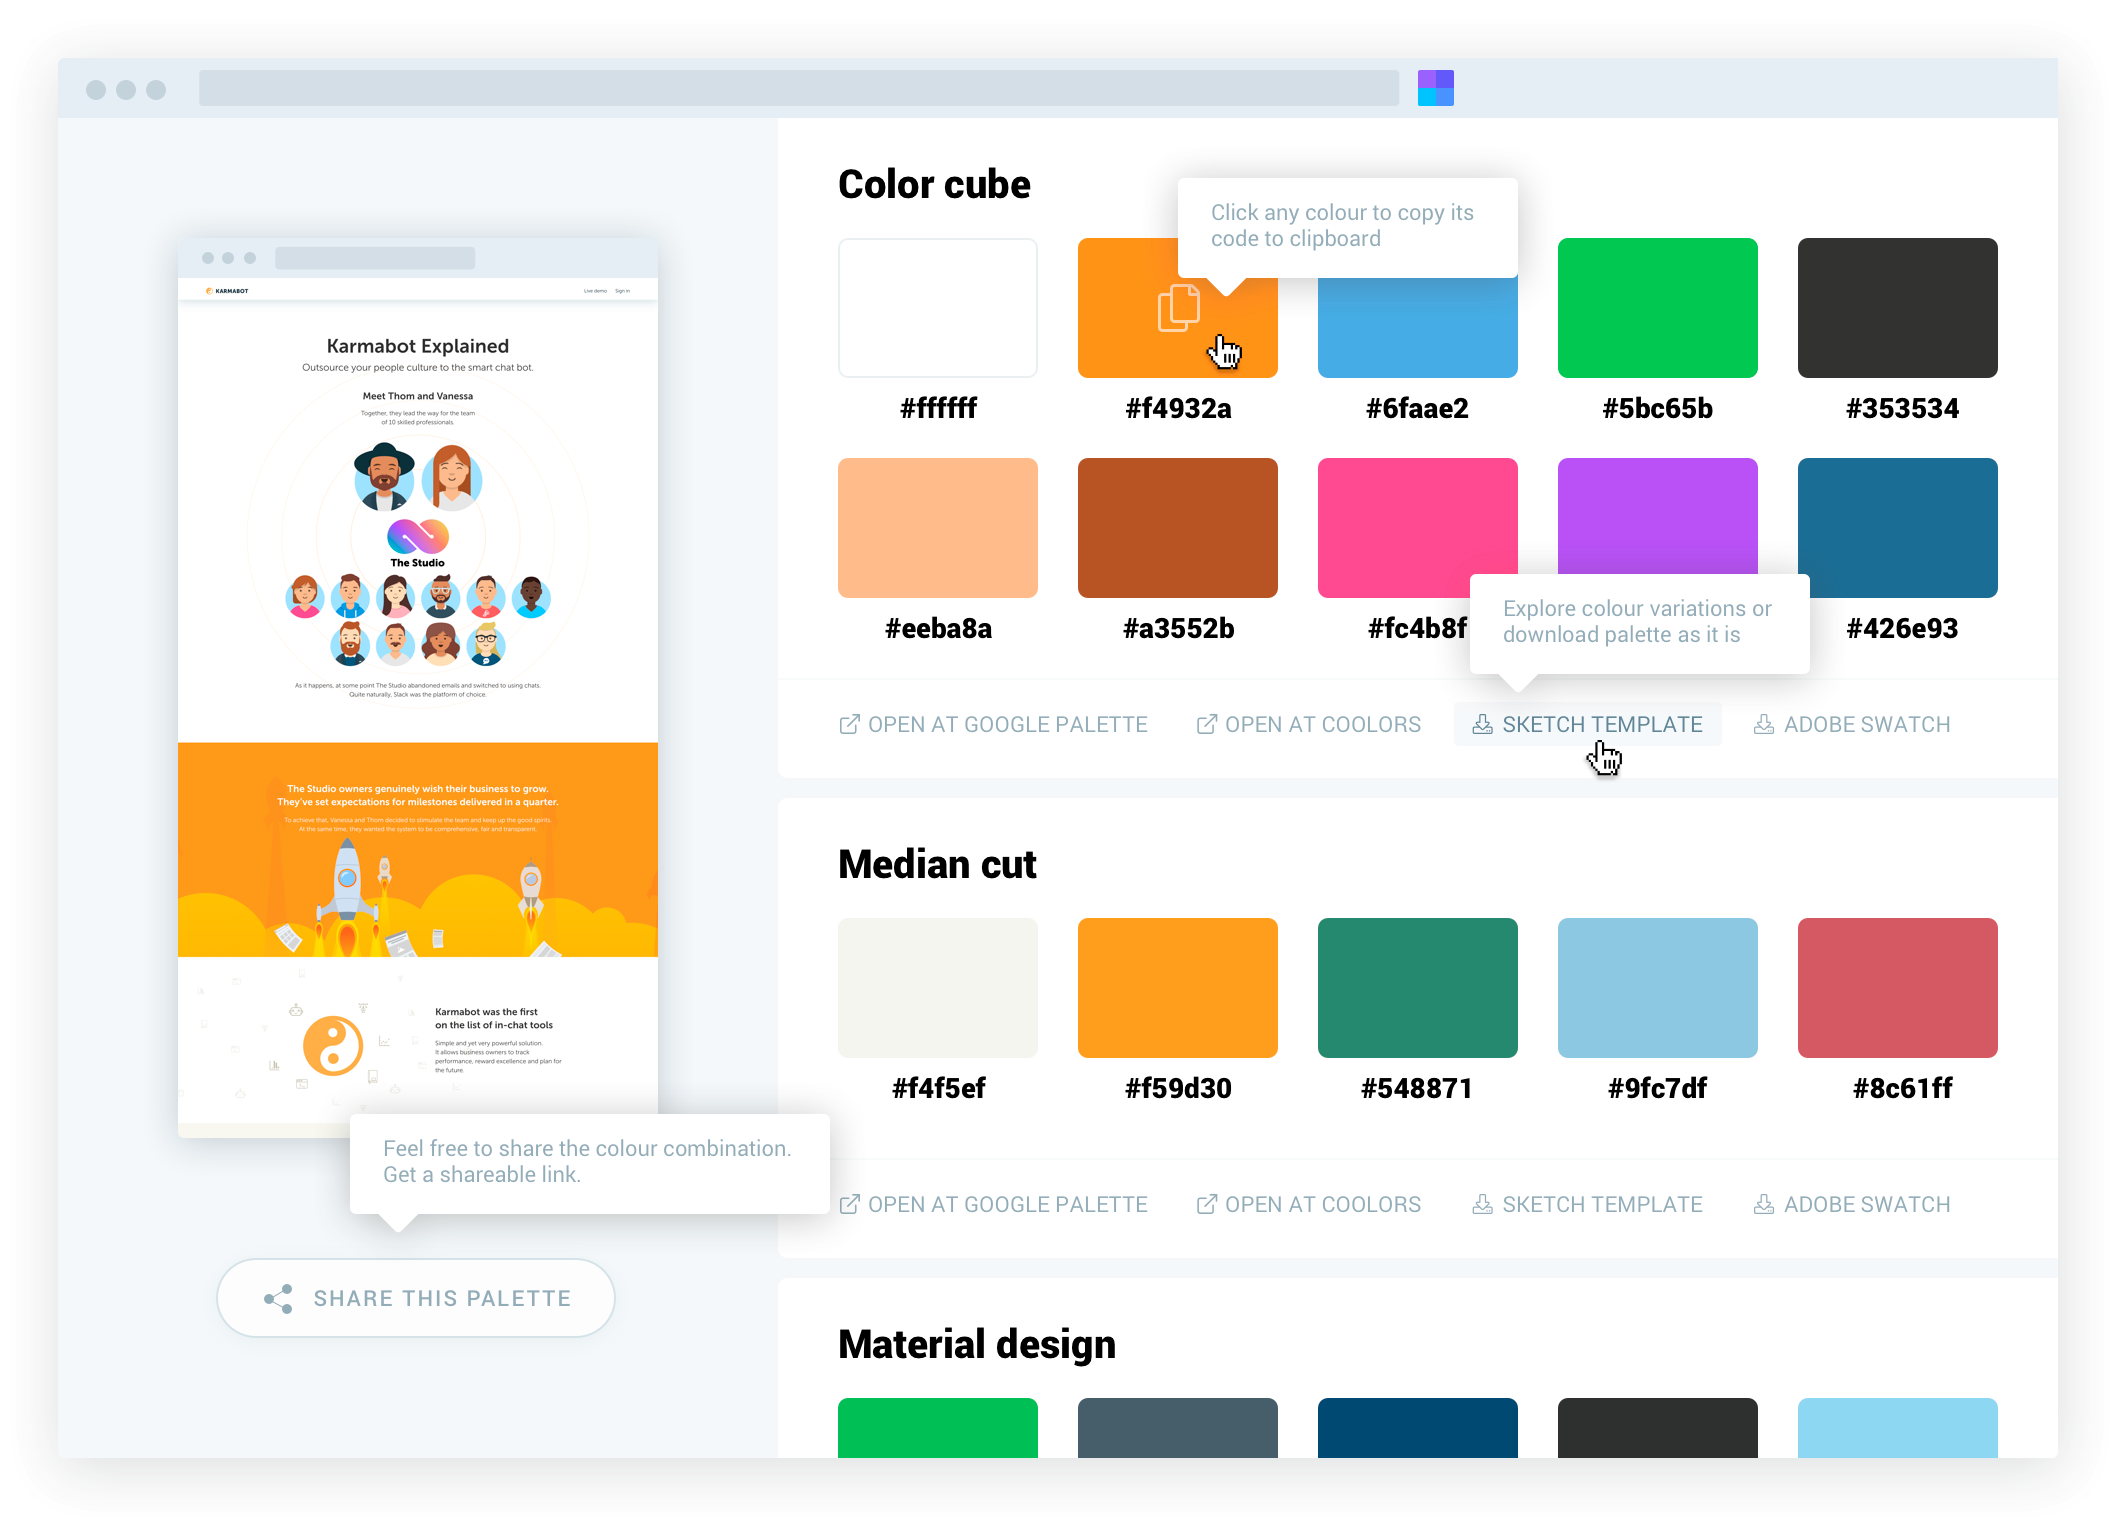 KARMABOT
Live demo Sign in
Karmabot Explained
Outsource your people culture to the smart chat bot.
Meet Thom and Vanessa
Together, they lead the way for the team
of 10 skilled professionals.
The Studio
As it happens, at some point The Studio abandoned emails and switched to using chats.
Quite naturally, Slack was the platform of choice.
The Studio owners genuinely wish their business to grow.
They've set expectations for milestones delivered in a quarter.
To achieve that, Vanessa and Thom decided to stimulate the team and keep up the good spirits.
At the same time, they wanted the system to be comprehensive, fair and transparent.
Karmabot was the first
on the list of in-chat tools
Simple and yet very powerful solution.
It allows business owners to track
performance, reward excellence and plan for
the future.
Feel free to share the colour combination.
Get a shareable link.
SHARE THIS PALETTE
Color cube
Click any colour to copy its
code to clipboard
#ffffff #f4932a #6faae2 #5bc65b #353534
#eeba8a #a3552b #fc4b8f #426e93
Explore colour variations or
download palette as it is
OPEN AT GOOGLE PALETTE OPEN AT COOLORS SKETCH TEMPLATE ADOBE SWATCH
Median cut
#f4f5ef #f59d30 #548871 #9fc7df #8c61ff
OPEN AT GOOGLE PALETTE OPEN AT COOLORS SKETCH TEMPLATE ADOBE SWATCH
Material design